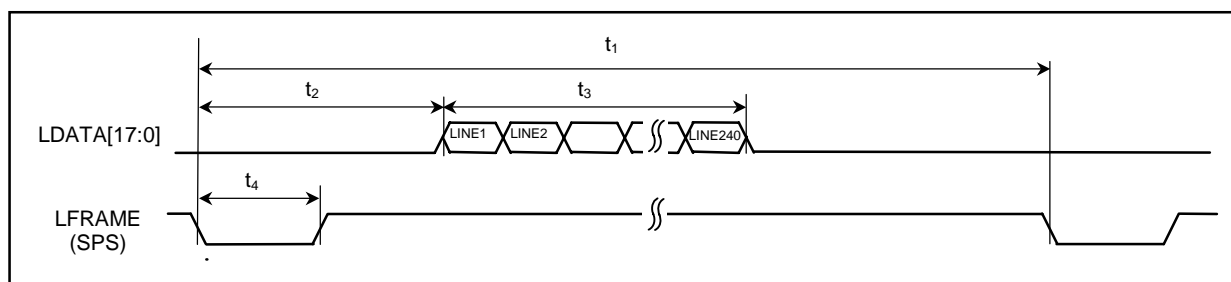 t₁
t₂
t₃
LDATA[17:0]
LINE1
LINE2
LINE240
t₄
LFRAME
(SPS)